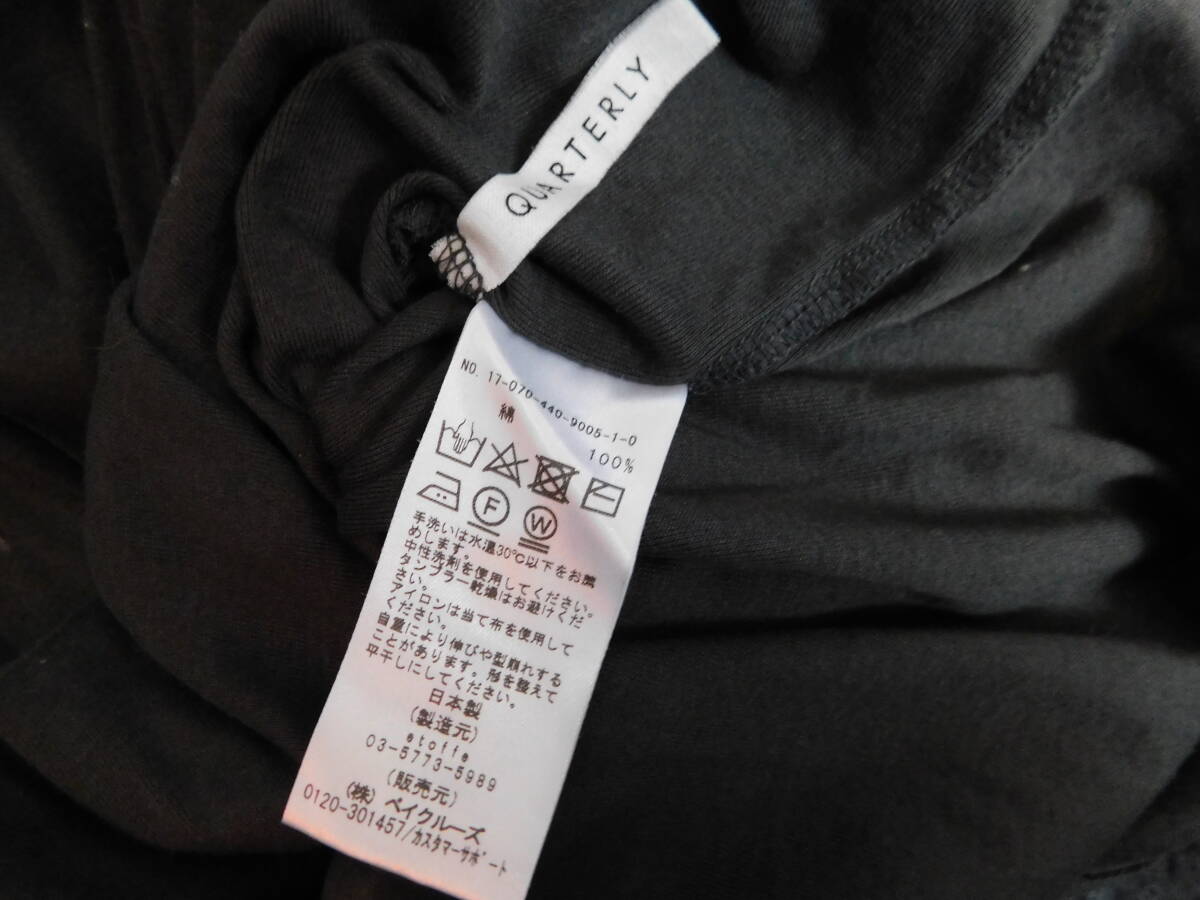 QUARTERLY
NO. 17-070-440-9005-1-0
綿 100%
F W
手洗いは水温30℃以下をお薦
めします。
中性洗剤を使用してください。
タンブラー乾燥はお避けくだ
さい。
アイロンは当て布を使用して
ください。
自重により伸びや型崩れする
ことがあります。形を整えて
平干しにしてください。
日本製
(製造元)
etoffe
03-5773-5989
(販売元)
(株) ベイクルーズ
0120-301457/カスタマーサポート